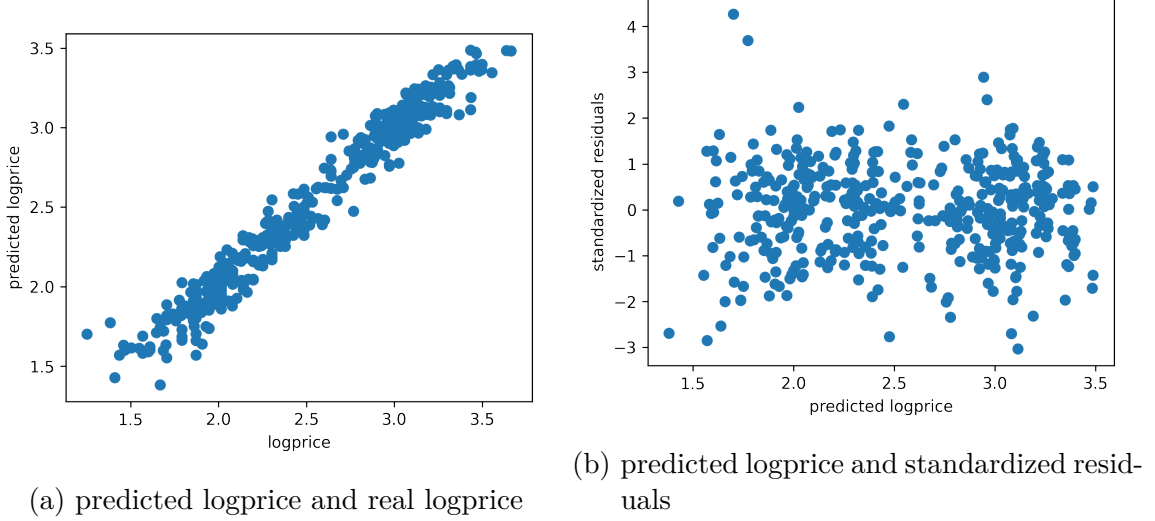 3.5
3.0
2.5
2.0
1.5
predicted logprice
1.5 2.0 2.5 3.0 3.5
logprice
(a) predicted logprice and real logprice
4
3
2
1
0
−1
−2
−3
standardized residuals
1.5 2.0 2.5 3.0 3.5
predicted logprice
(b) predicted logprice and standardized resid-
uals